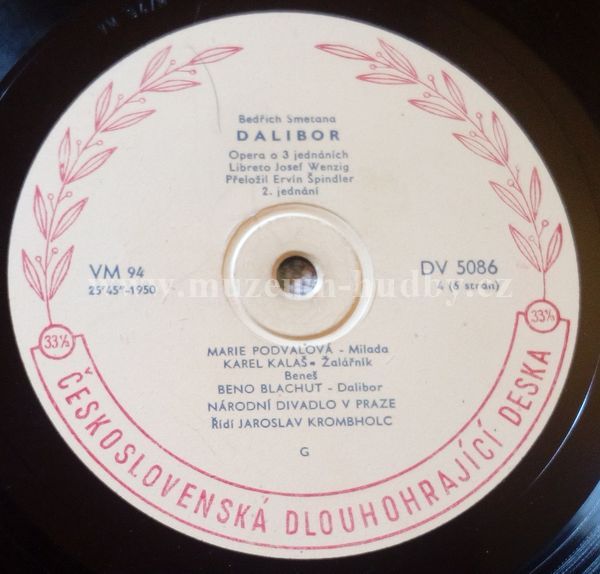 Bedřich Smetana
DALIBOR
Opera o 3 jednáních
Libreto Josef Wenzig
Přeložil Ervín Špindler
2. jednání
VM 94
25'45"-1950
DV 5086
4 (6 strán)
www.muzeum-hudby.cz
33⅓
33⅓
MARIE PODVALOVÁ - Milada
KAREL KALAŠ - Žalářník
Beneš
BENO BLACHUT - Dalibor
NÁRODNÍ DIVADLO V PRAZE
Řídí JAROSLAV KROMBHOLC
G
ČESKOSLOVENSKÁ DLOUHOHRAJÍCÍ DESKA